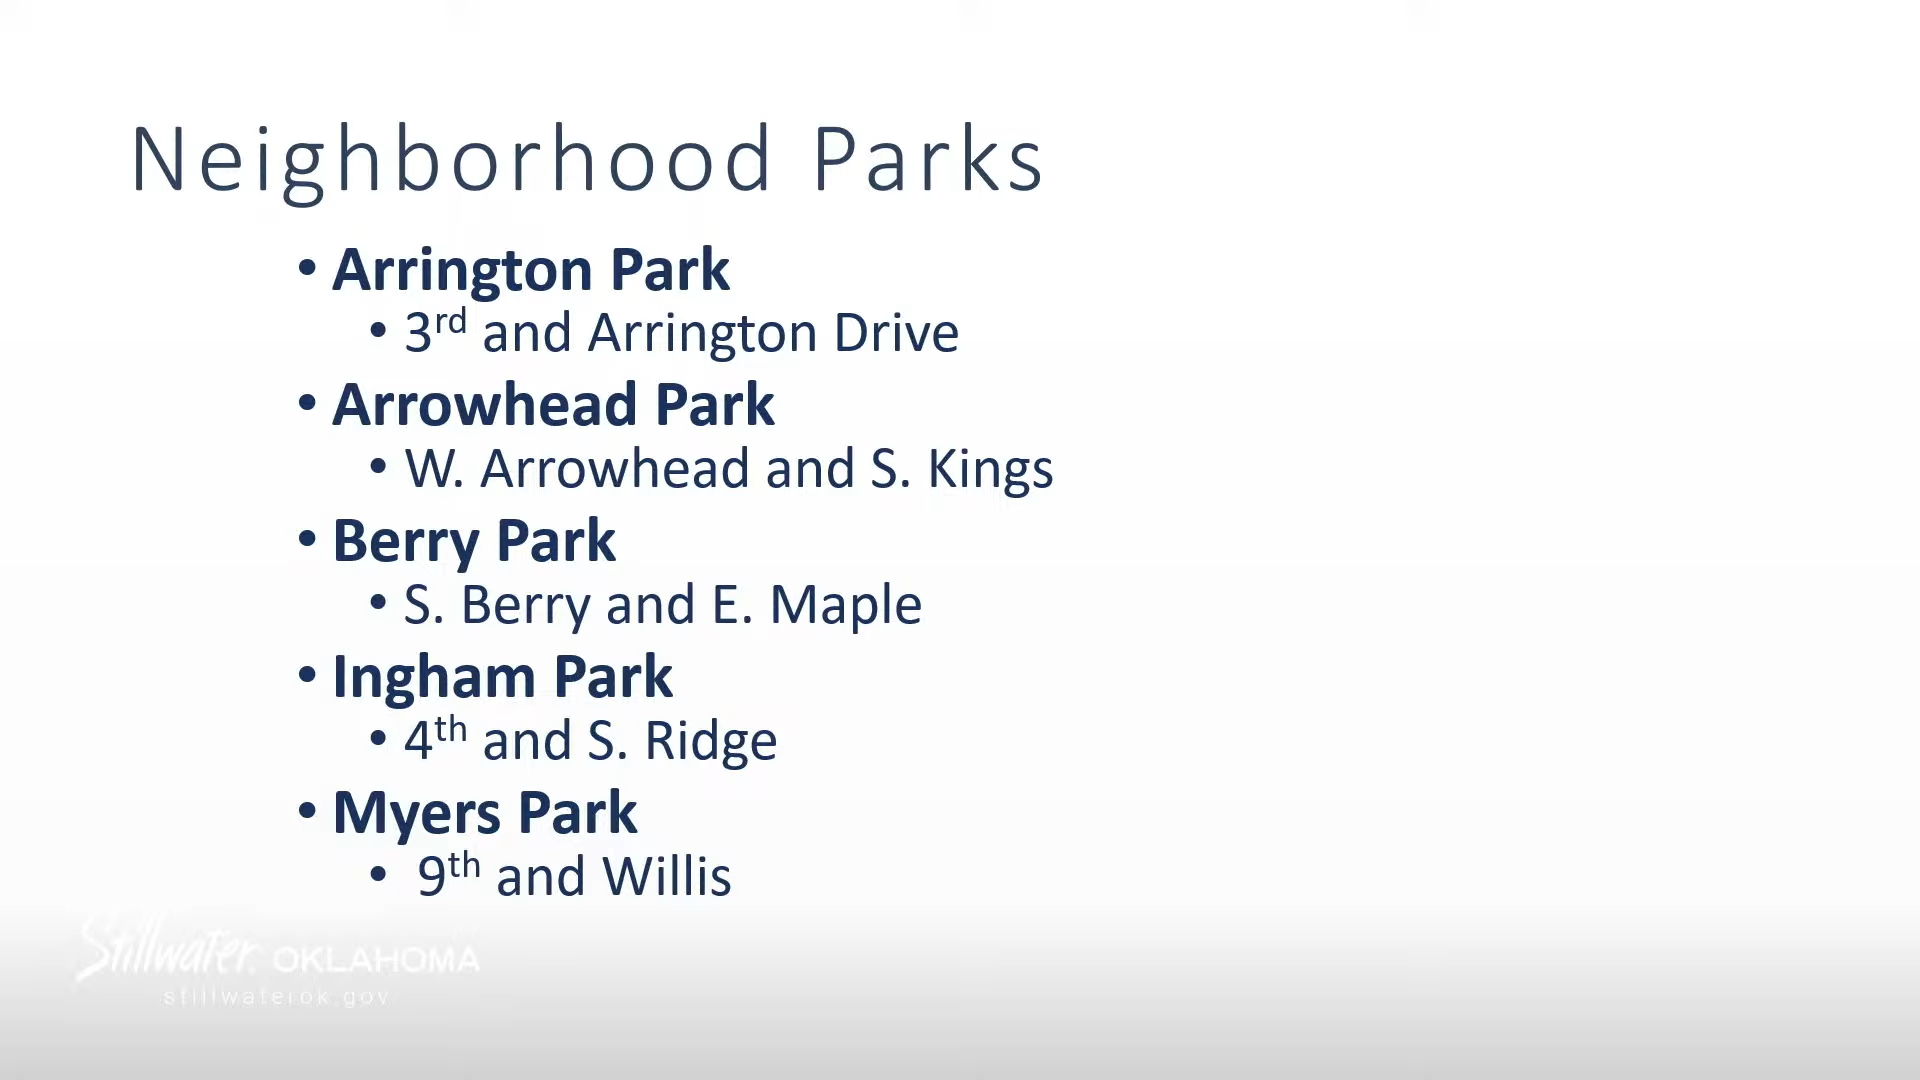 Neighborhood Parks
• Arrington Park
• 3rd and Arrington Drive
• Arrowhead Park
• W. Arrowhead and S. Kings
• Berry Park
• S. Berry and E. Maple
• Ingham Park
• 4th and S. Ridge
• Myers Park
• 9th and Willis
Stillwater OKLAHOMA
stillwaterok.gov